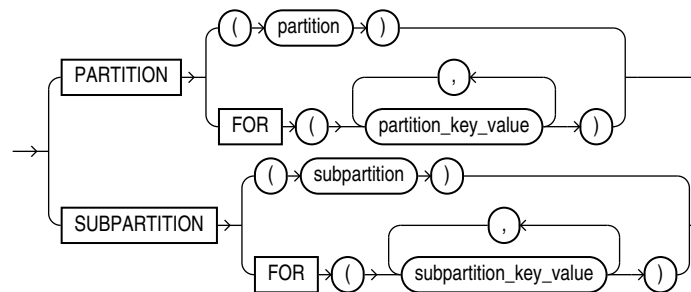 ( partition )
PARTITION
,
FOR ( partition_key_value )
( subpartition )
SUBPARTITION
,
FOR ( subpartition_key_value )